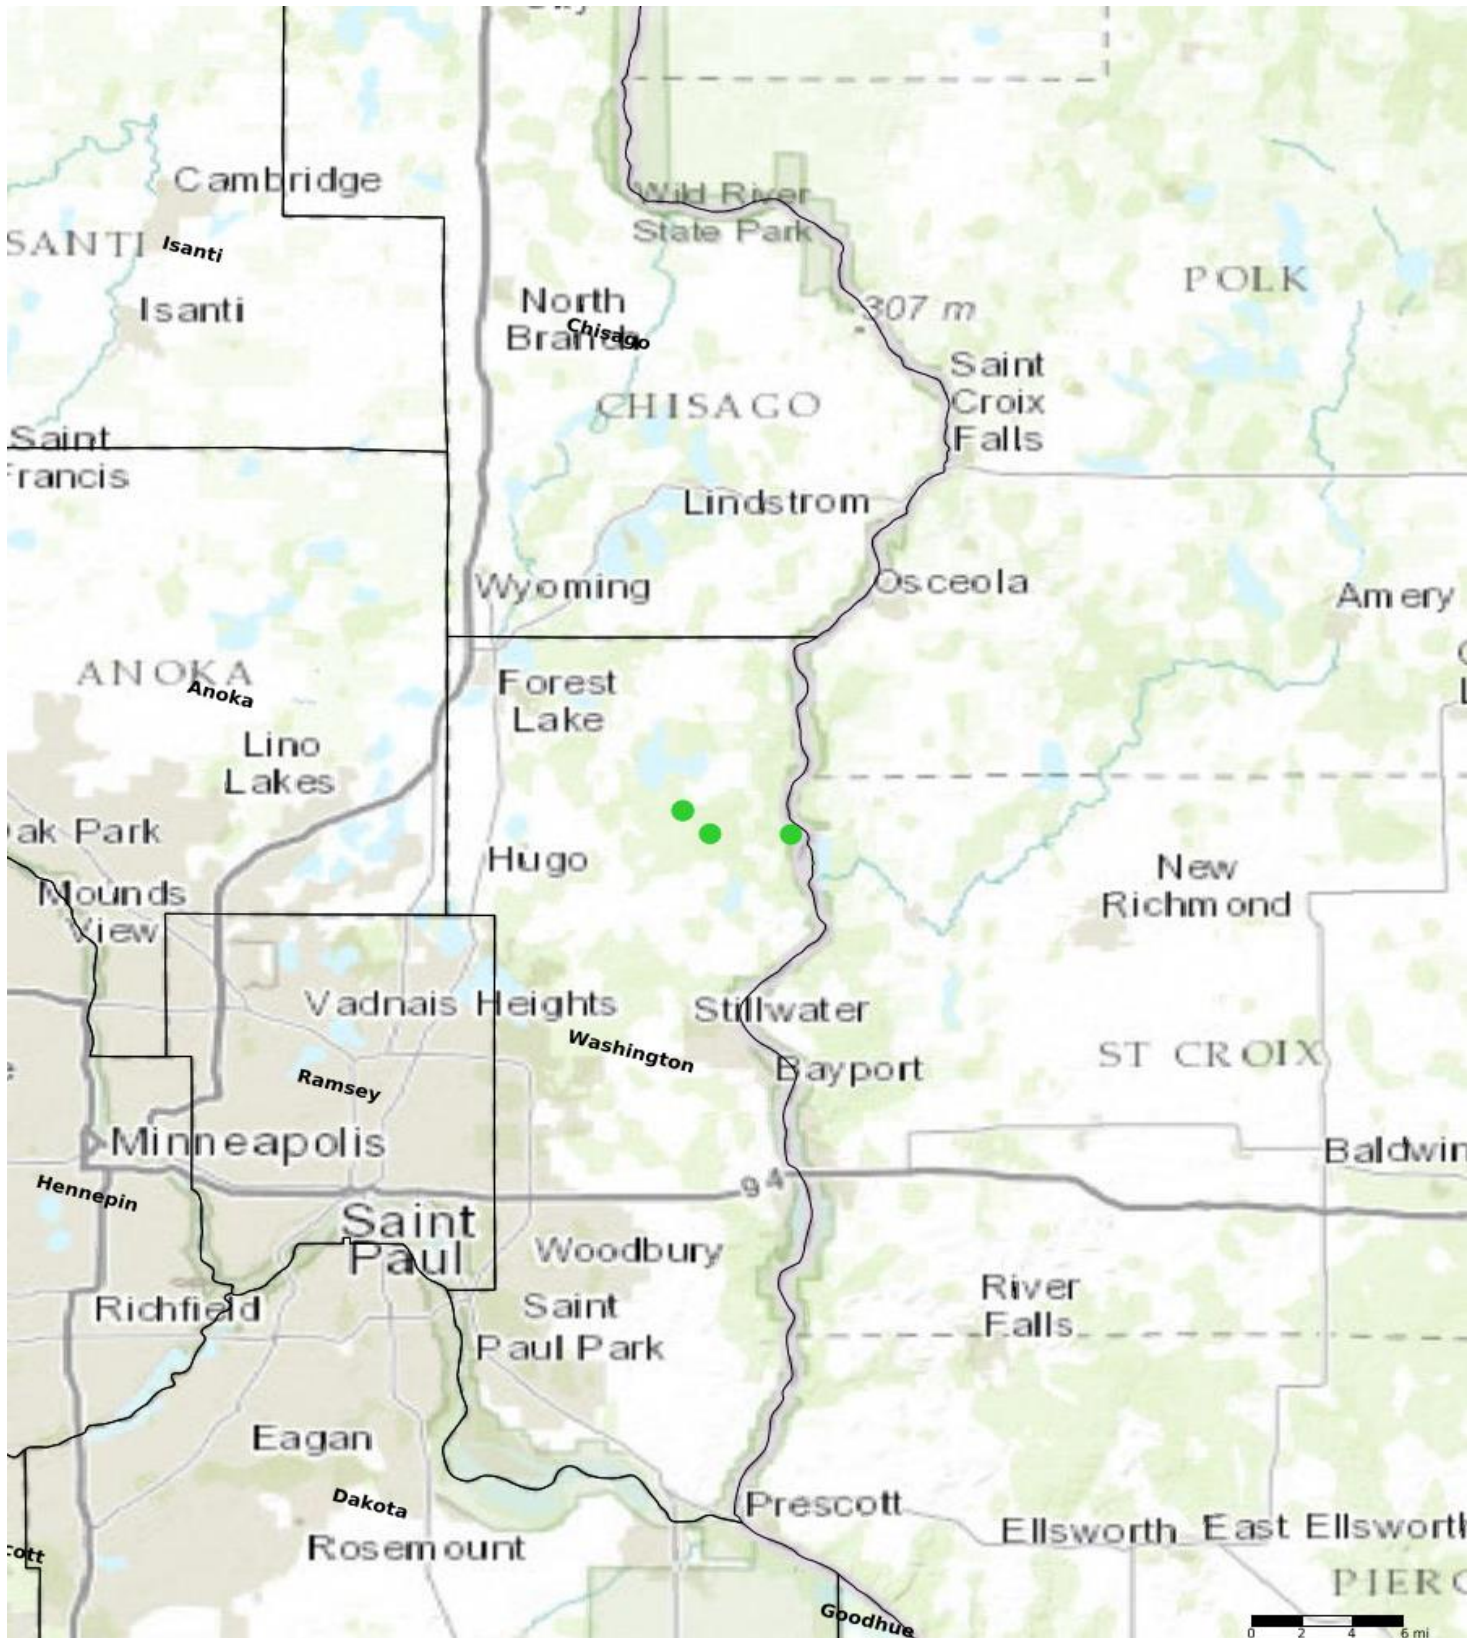 Cambridge
Wild River
State Park
SANTI
Isanti
POLK
Isanti
North
Branch
Chisago
307 m
Saint
Croix
Falls
CHISAGO
Saint
Francis
Lindstrom
Wyoming
Osceola
Amery
ANOKA
Anoka
Forest
Lake
Lino
Lakes
ak Park
Hugo
New
Richmond
Mounds
View
Vadnais Heights
Stillwater
Washington
Bayport
ST CROIX
Ramsey
Minneapolis
Baldwin
Hennepin
94
Saint
Paul
Woodbury
River
Falls
Richfield
Saint
Paul Park
Eagan
Dakota
Prescott
Ellsworth
East Ellswort
Rosemount
cott
PIERC
Goodhue
0 2 4 6 mi